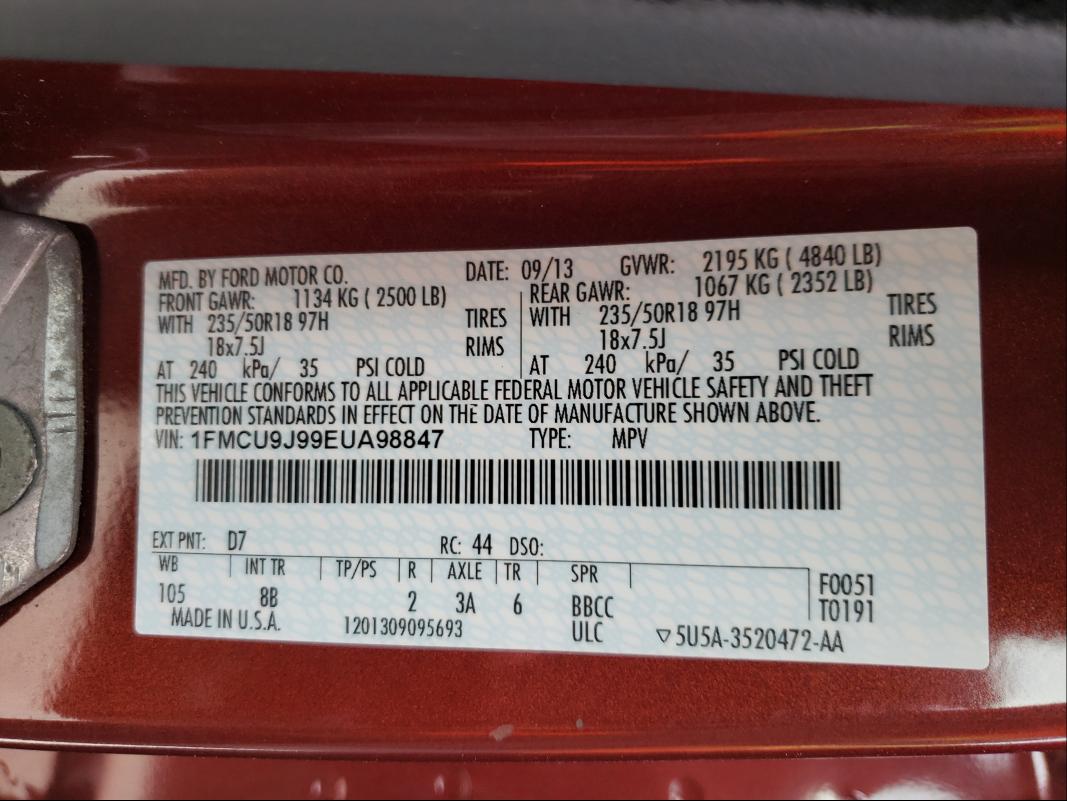 MFD. BY FORD MOTOR CO. DATE: 09/13 GVWR: 2195 KG ( 4840 LB)
FRONT GAWR: 1134 KG ( 2500 LB) REAR GAWR: 1067 KG ( 2352 LB)
WITH 235/50R18 97H TIRES WITH 235/50R18 97H TIRES
18x7.5J RIMS 18x7.5J RIMS
AT 240 kPa/ 35 PSI COLD AT 240 kPa/ 35 PSI COLD
THIS VEHICLE CONFORMS TO ALL APPLICABLE FEDERAL MOTOR VEHICLE SAFETY AND THEFT
PREVENTION STANDARDS IN EFFECT ON THE DATE OF MANUFACTURE SHOWN ABOVE.
VIN: 1FMCU9J99EUA98847 TYPE: MPV
EXT PNT: D7 RC: 44 DSO:
WB INT TR TP/PS R AXLE TR SPR F0051
105 8B 2 3A 6 BBCC T0191
MADE IN U.S.A. 1201309095693 ULC ▽5U5A-3520472-AA